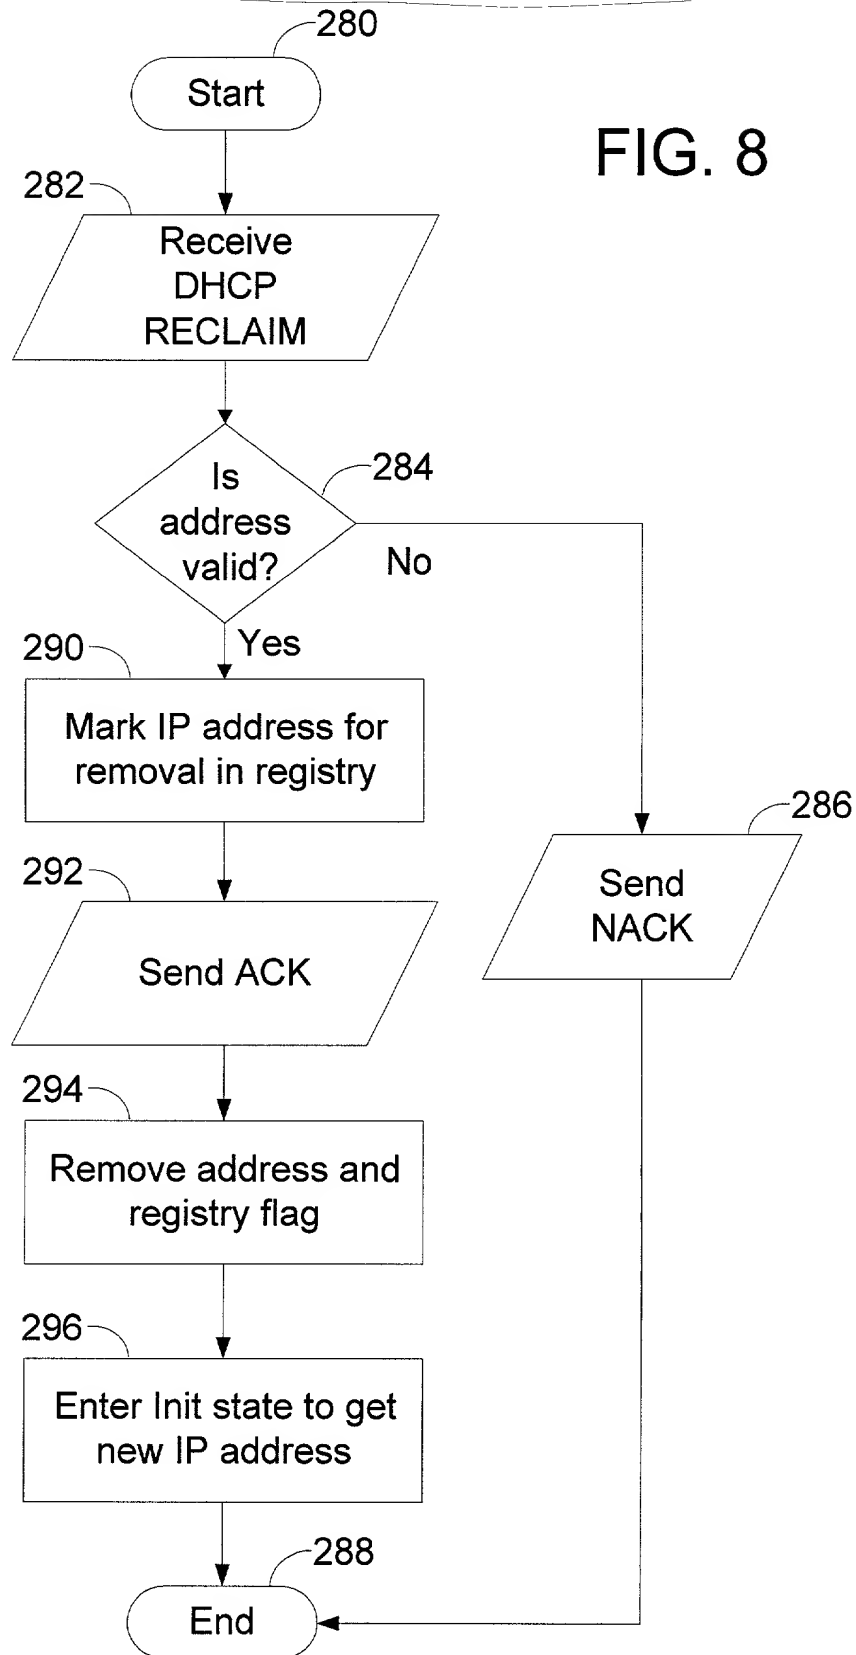 280
Start
FIG. 8
282
Receive
DHCP
RECLAIM
284
Is
address
valid?
No
Yes
290
Mark IP address for
removal in registry
286
Send
NACK
292
Send ACK
294
Remove address and
registry flag
296
Enter Init state to get
new IP address
288
End